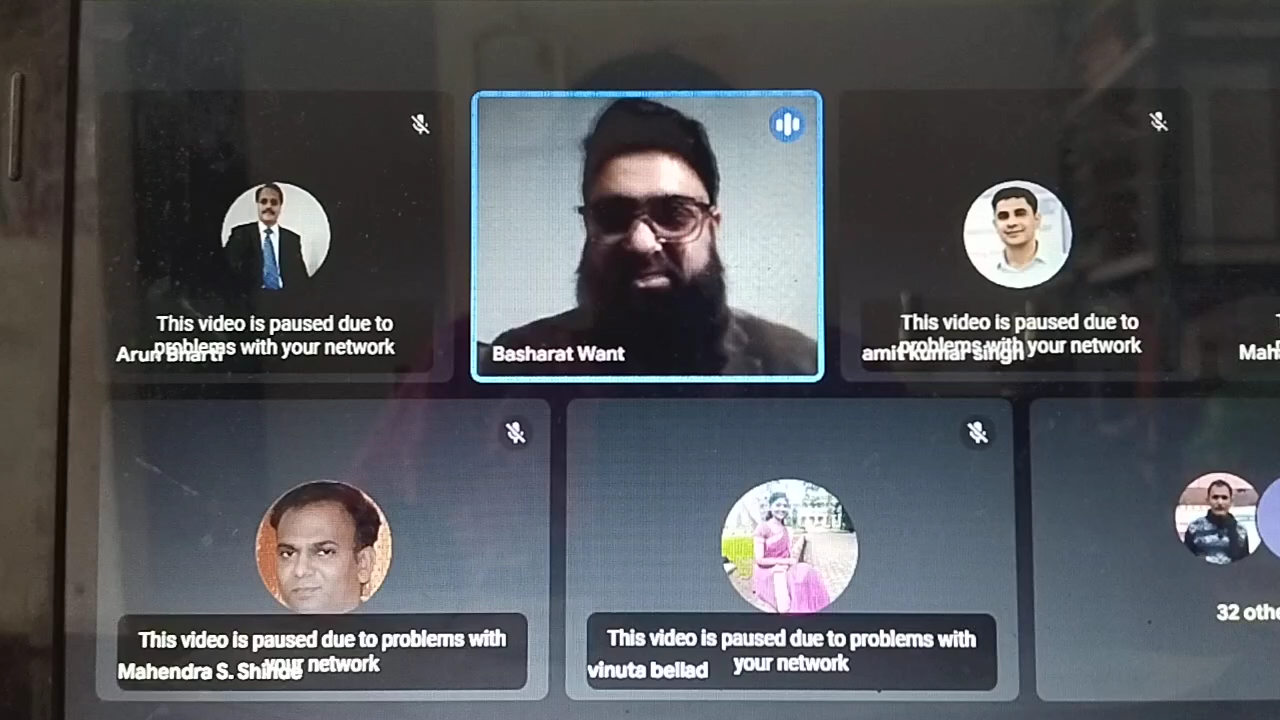 This video is paused due to
problems with your network
Arun Bharti
Basharat Want
This video is paused due to
problems with your network
amit kumar singh
Mah
This video is paused due to problems with
your network
Mahendra S. Shinde
This video is paused due to problems with
your network
vinuta bellad
32 othe